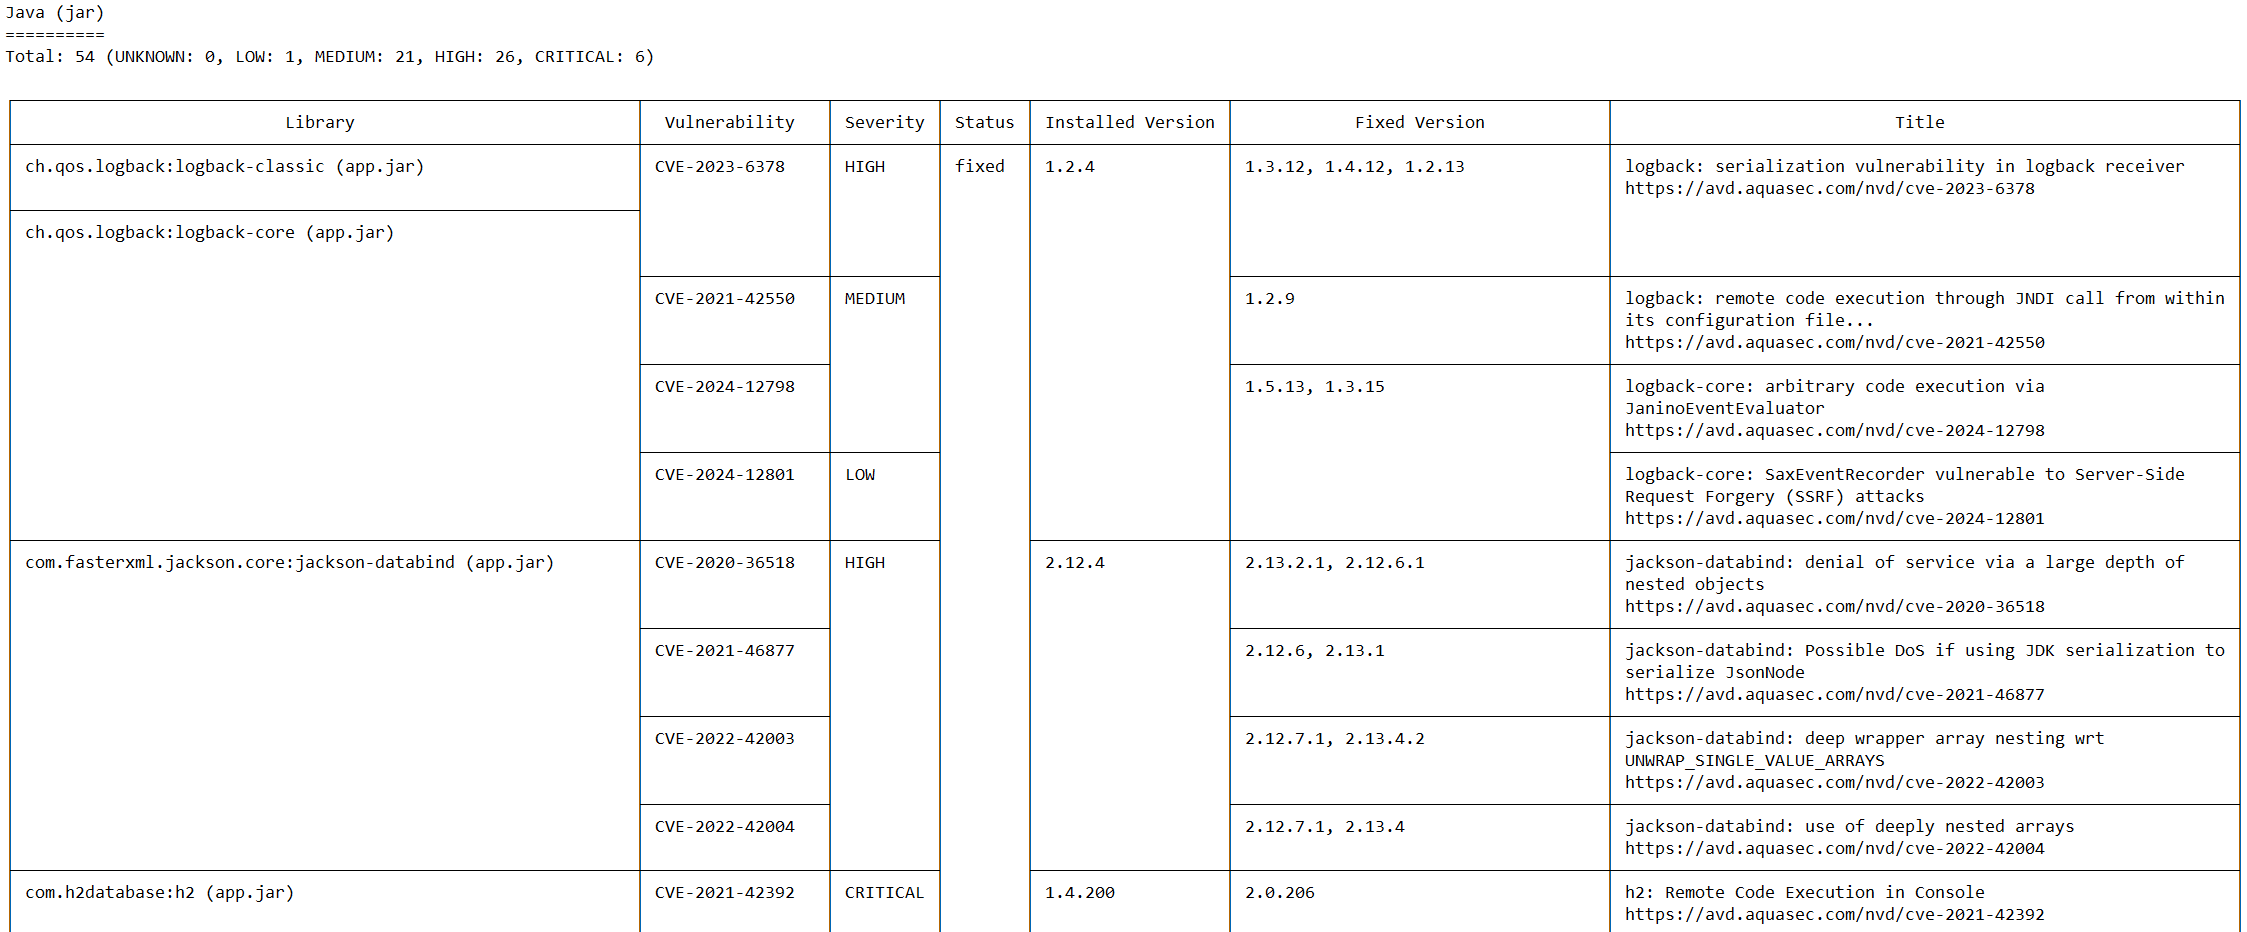 Java (jar)
==========
Total: 54 (UNKNOWN: 0, LOW: 1, MEDIUM: 21, HIGH: 26, CRITICAL: 6)
Library Vulnerability Severity Status Installed Version Fixed Version Title
ch.qos.logback:logback-classic (app.jar) CVE-2023-6378 HIGH fixed 1.2.4 1.3.12, 1.4.12, 1.2.13 logback: serialization vulnerability in logback receiver
https://avd.aquasec.com/nvd/cve-2023-6378
ch.qos.logback:logback-core (app.jar)
CVE-2021-42550 MEDIUM 1.2.9 logback: remote code execution through JNDI call from within
its configuration file...
https://avd.aquasec.com/nvd/cve-2021-42550
CVE-2024-12798 1.5.13, 1.3.15 logback-core: arbitrary code execution via
JaninoEventEvaluator
https://avd.aquasec.com/nvd/cve-2024-12798
CVE-2024-12801 LOW logback-core: SaxEventRecorder vulnerable to Server-Side
Request Forgery (SSRF) attacks
https://avd.aquasec.com/nvd/cve-2024-12801
com.fasterxml.jackson.core:jackson-databind (app.jar) CVE-2020-36518 HIGH 2.12.4 2.13.2.1, 2.12.6.1 jackson-databind: denial of service via a large depth of
nested objects
https://avd.aquasec.com/nvd/cve-2020-36518
CVE-2021-46877 2.12.6, 2.13.1 jackson-databind: Possible DoS if using JDK serialization to
serialize JsonNode
https://avd.aquasec.com/nvd/cve-2021-46877
CVE-2022-42003 2.12.7.1, 2.13.4.2 jackson-databind: deep wrapper array nesting wrt
UNWRAP_SINGLE_VALUE_ARRAYS
https://avd.aquasec.com/nvd/cve-2022-42003
CVE-2022-42004 2.12.7.1, 2.13.4 jackson-databind: use of deeply nested arrays
https://avd.aquasec.com/nvd/cve-2022-42004
com.h2database:h2 (app.jar) CVE-2021-42392 CRITICAL 1.4.200 2.0.206 h2: Remote Code Execution in Console
https://avd.aquasec.com/nvd/cve-2021-42392